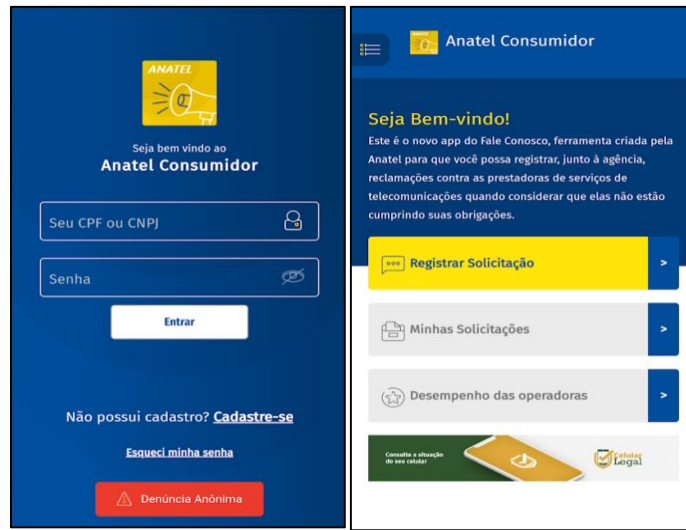 ANATEL
Seja bem vindo ao
Anatel Consumidor
Seu CPF ou CNPJ
Senha
Entrar
Não possui cadastro? Cadastre-se
Esqueci minha senha
Denúncia Anônima
Anatel Consumidor
Seja Bem-vindo!
Este é o novo app do Fale Conosco, ferramenta criada pela
Anatel para que você possa registrar, junto à agência,
reclamações contra as prestadoras de serviços de
telecomunicações quando considerar que elas não estão
cumprindo suas obrigações.
Registrar Solicitação >
Minhas Solicitações >
Desempenho das operadoras >
Consulte a situação
do seu celular
Celular
Legal